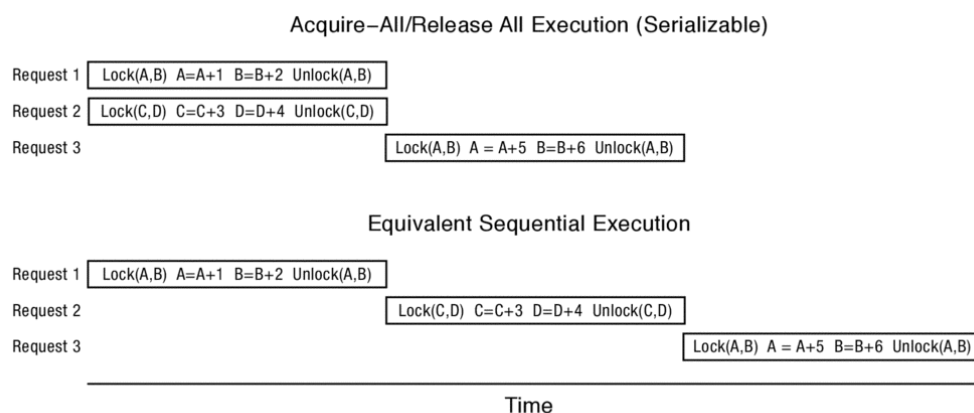 Acquire–All/Release All Execution (Serializable)
Request 1 Lock(A,B) A=A+1 B=B+2 Unlock(A,B)
Request 2 Lock(C,D) C=C+3 D=D+4 Unlock(C,D)
Request 3 Lock(A,B) A = A+5 B=B+6 Unlock(A,B)
Equivalent Sequential Execution
Request 1 Lock(A,B) A=A+1 B=B+2 Unlock(A,B)
Request 2 Lock(C,D) C=C+3 D=D+4 Unlock(C,D)
Request 3 Lock(A,B) A = A+5 B=B+6 Unlock(A,B)
Time